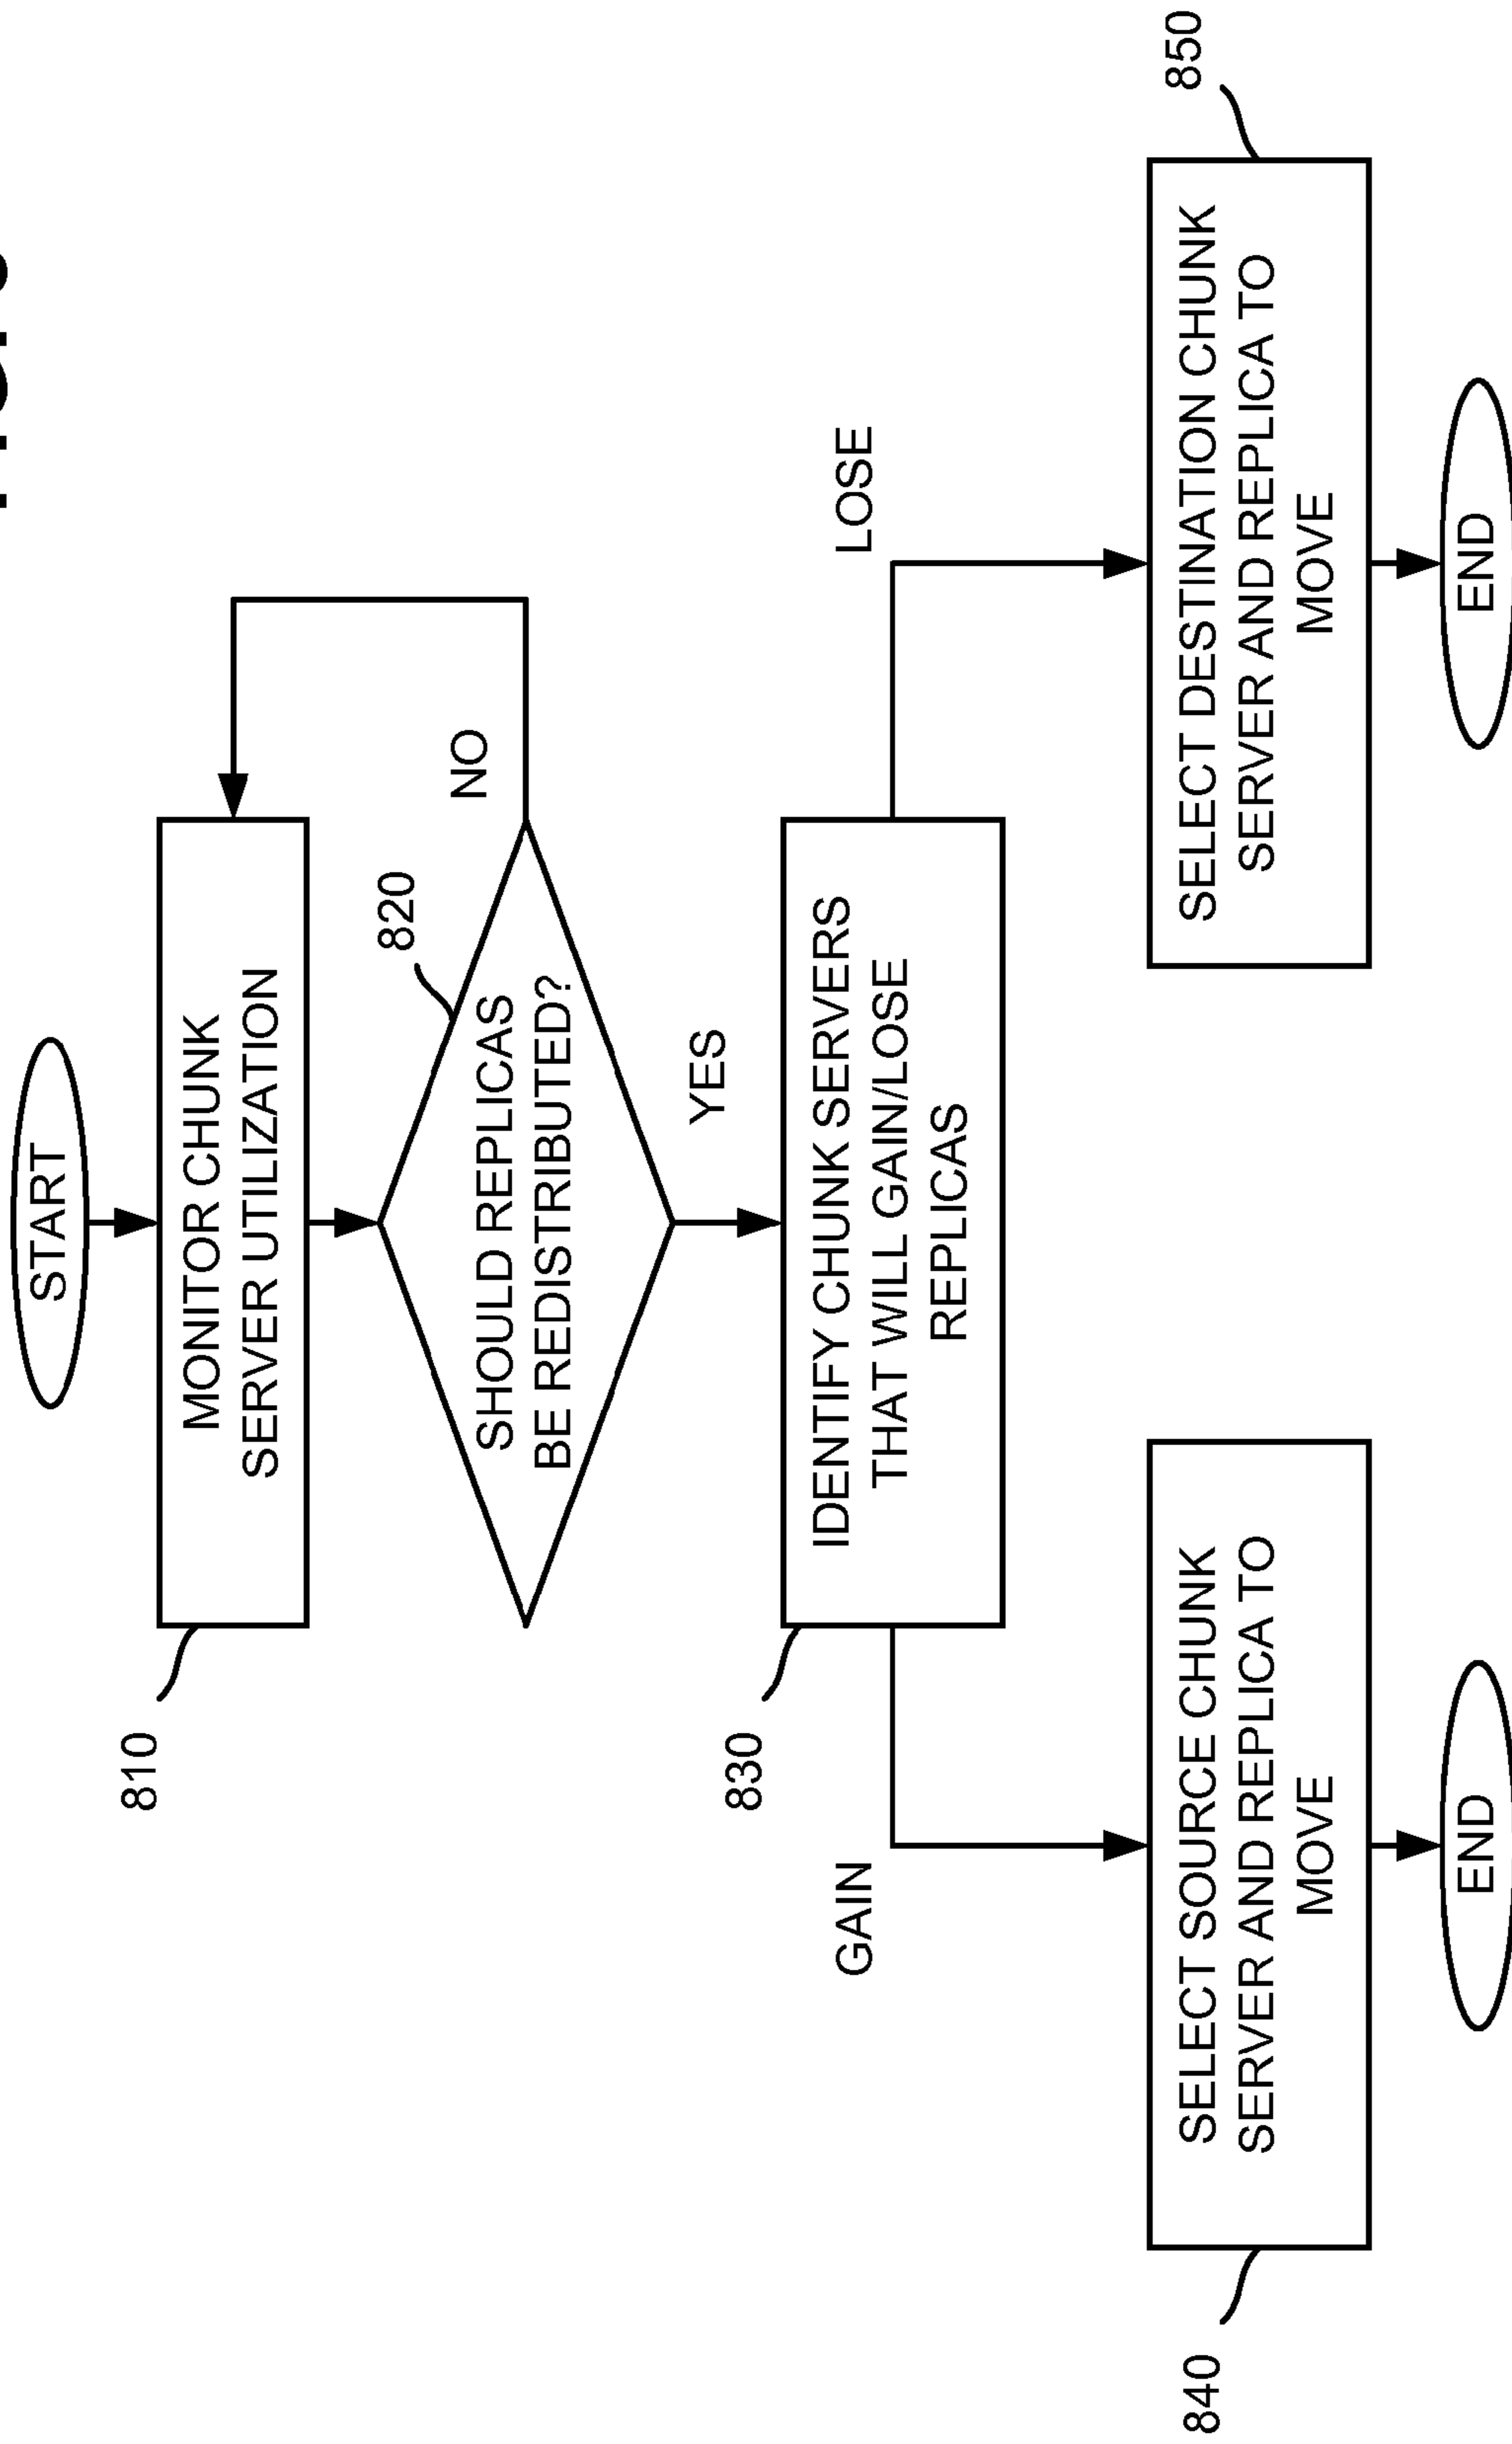 START
810
MONITOR CHUNK
SERVER UTILIZATION
820
SHOULD REPLICAS
BE REDISTRIBUTED?
NO
YES
830
IDENTIFY CHUNK SERVERS
THAT WILL GAIN/LOSE
REPLICAS
GAIN
LOSE
840
SELECT SOURCE CHUNK
SERVER AND REPLICA TO
MOVE
850
SELECT DESTINATION CHUNK
SERVER AND REPLICA TO
MOVE
END
END